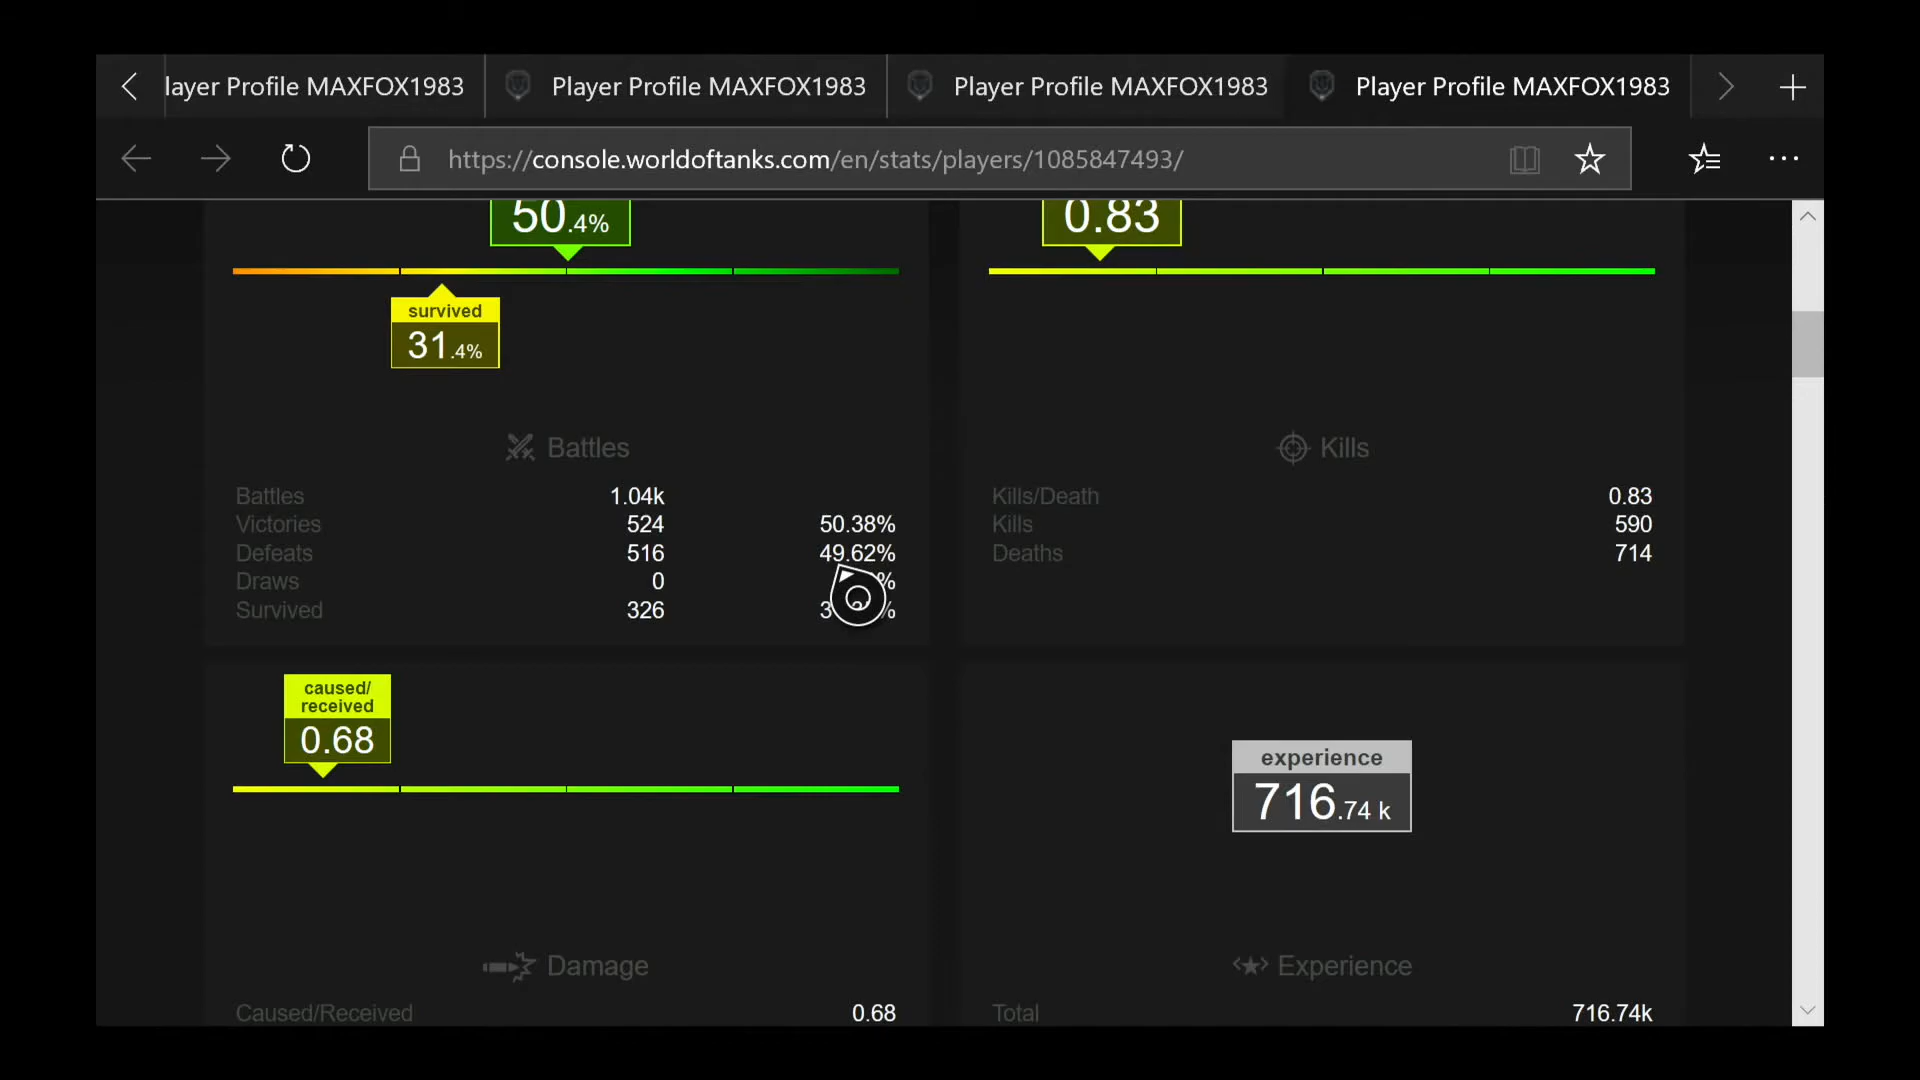 layer Profile MAXFOX1983
Player Profile MAXFOX1983
Player Profile MAXFOX1983
Player Profile MAXFOX1983
https://console.worldoftanks.com/en/stats/players/1085847493/
50.4%
0.83
survived
31.4%
Battles
Battles 1.04k
Victories 524 50.38%
Defeats 516 49.62%
Draws 0 %
Survived 326 3 %
Kills
Kills/Death 0.83
Kills 590
Deaths 714
caused/
received
0.68
experience
716.74 k
Damage
Caused/Received 0.68
Experience
Total 716.74k